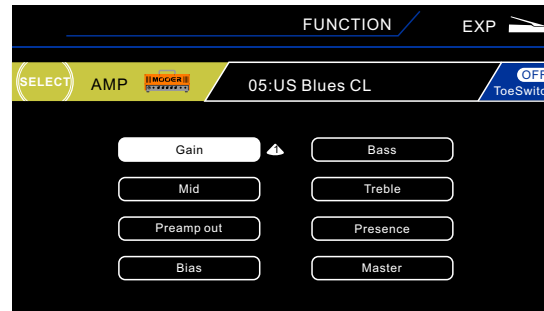 FUNCTION EXP
SELECT AMP MOOER 05:US Blues CL OFF
ToeSwitc
Gain 1 Bass
Mid Treble
Preamp out Presence
Bias Master